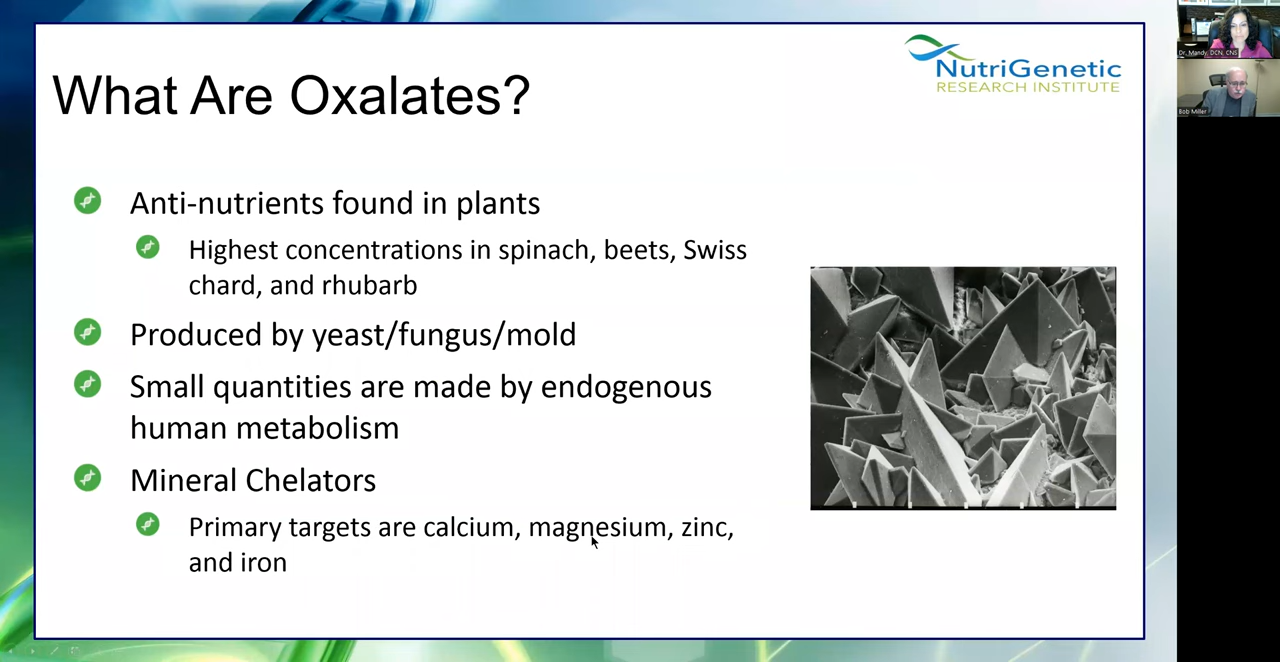 What Are Oxalates?
NutriGenetic
RESEARCH INSTITUTE
Anti-nutrients found in plants
Highest concentrations in spinach, beets, Swiss
chard, and rhubarb
Produced by yeast/fungus/mold
Small quantities are made by endogenous
human metabolism
Mineral Chelators
Primary targets are calcium, magnesium, zinc,
and iron
Dr. Mandy, DCN, CNS
Bob Miller